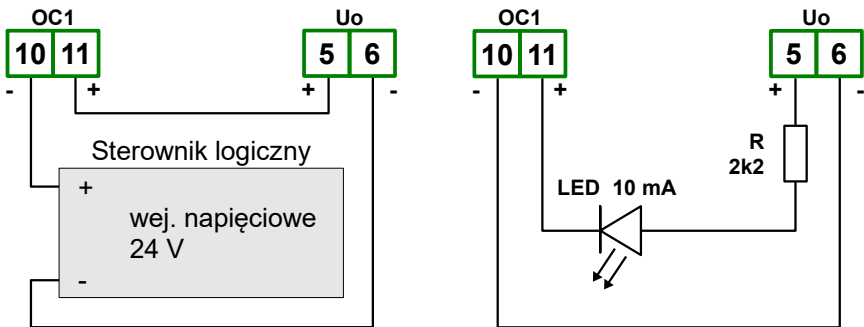 OC1 Uo
10 11 5 6
- + + -
Sterownik logiczny
+
wej. napięciowe
24 V
-
OC1 Uo
10 11 5 6
- + + -
R
2k2
LED 10 mA